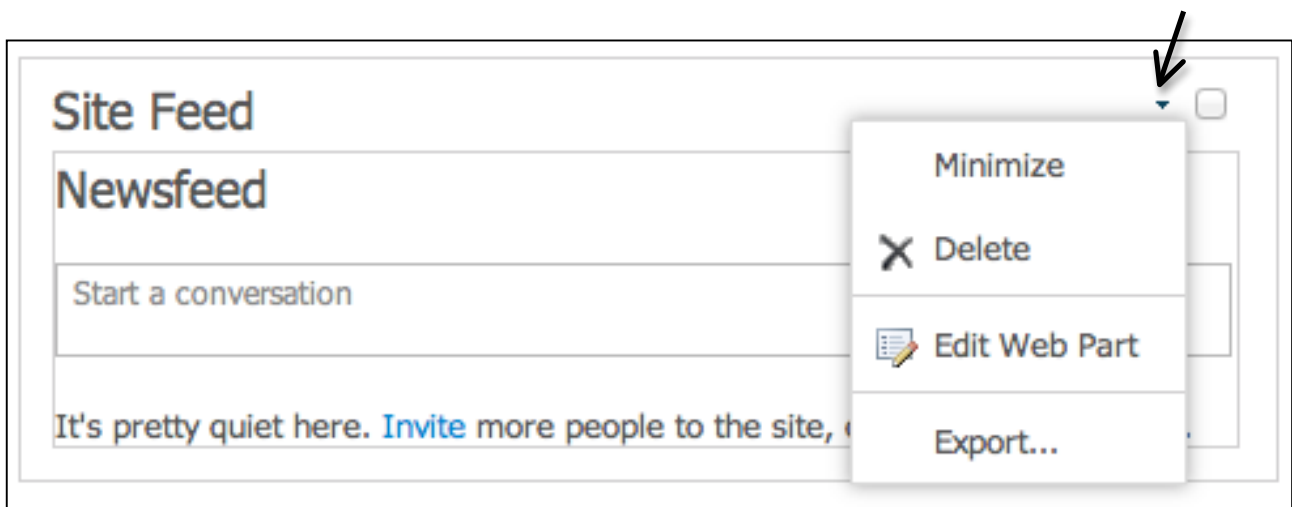 Site Feed
Newsfeed
Start a conversation
It's pretty quiet here. Invite more people to the site,
Minimize
Delete
Edit Web Part
Export...